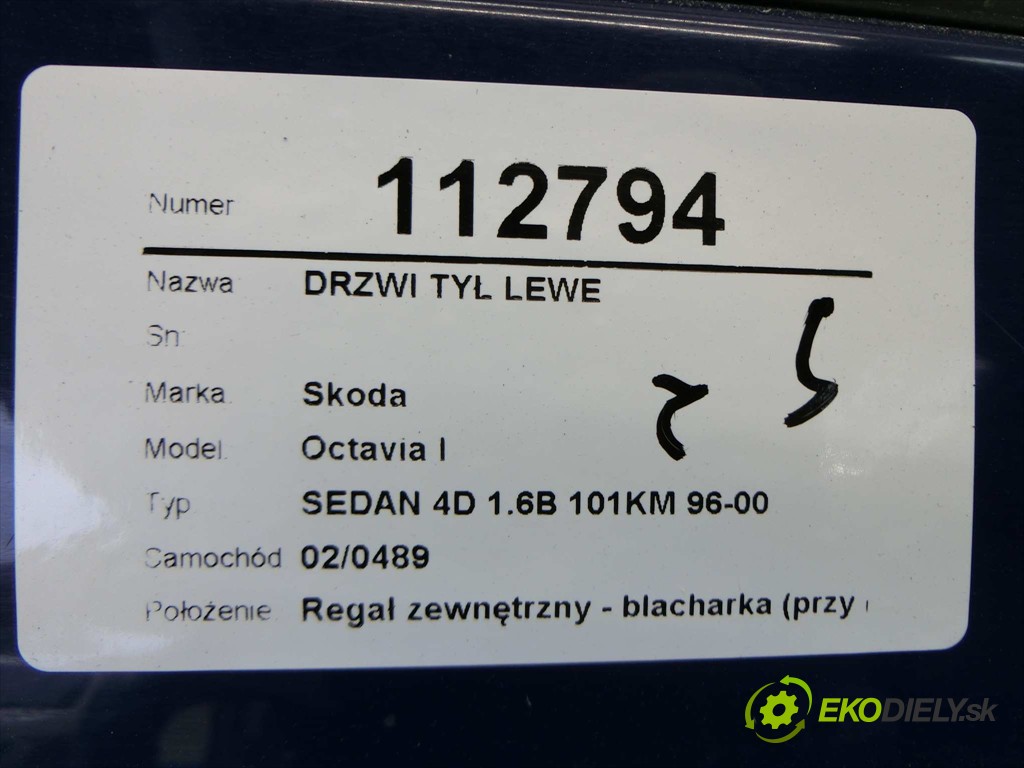 Numer 112794
Nazwa DRZWI TYŁ LEWE
Sn:
Marka Skoda
Model Octavia I
Typ SEDAN 4D 1.6B 101KM 96-00
Samochód 02/0489
Położenie Regał zewnętrzny - blacharka (przy
EKODIELY.sk